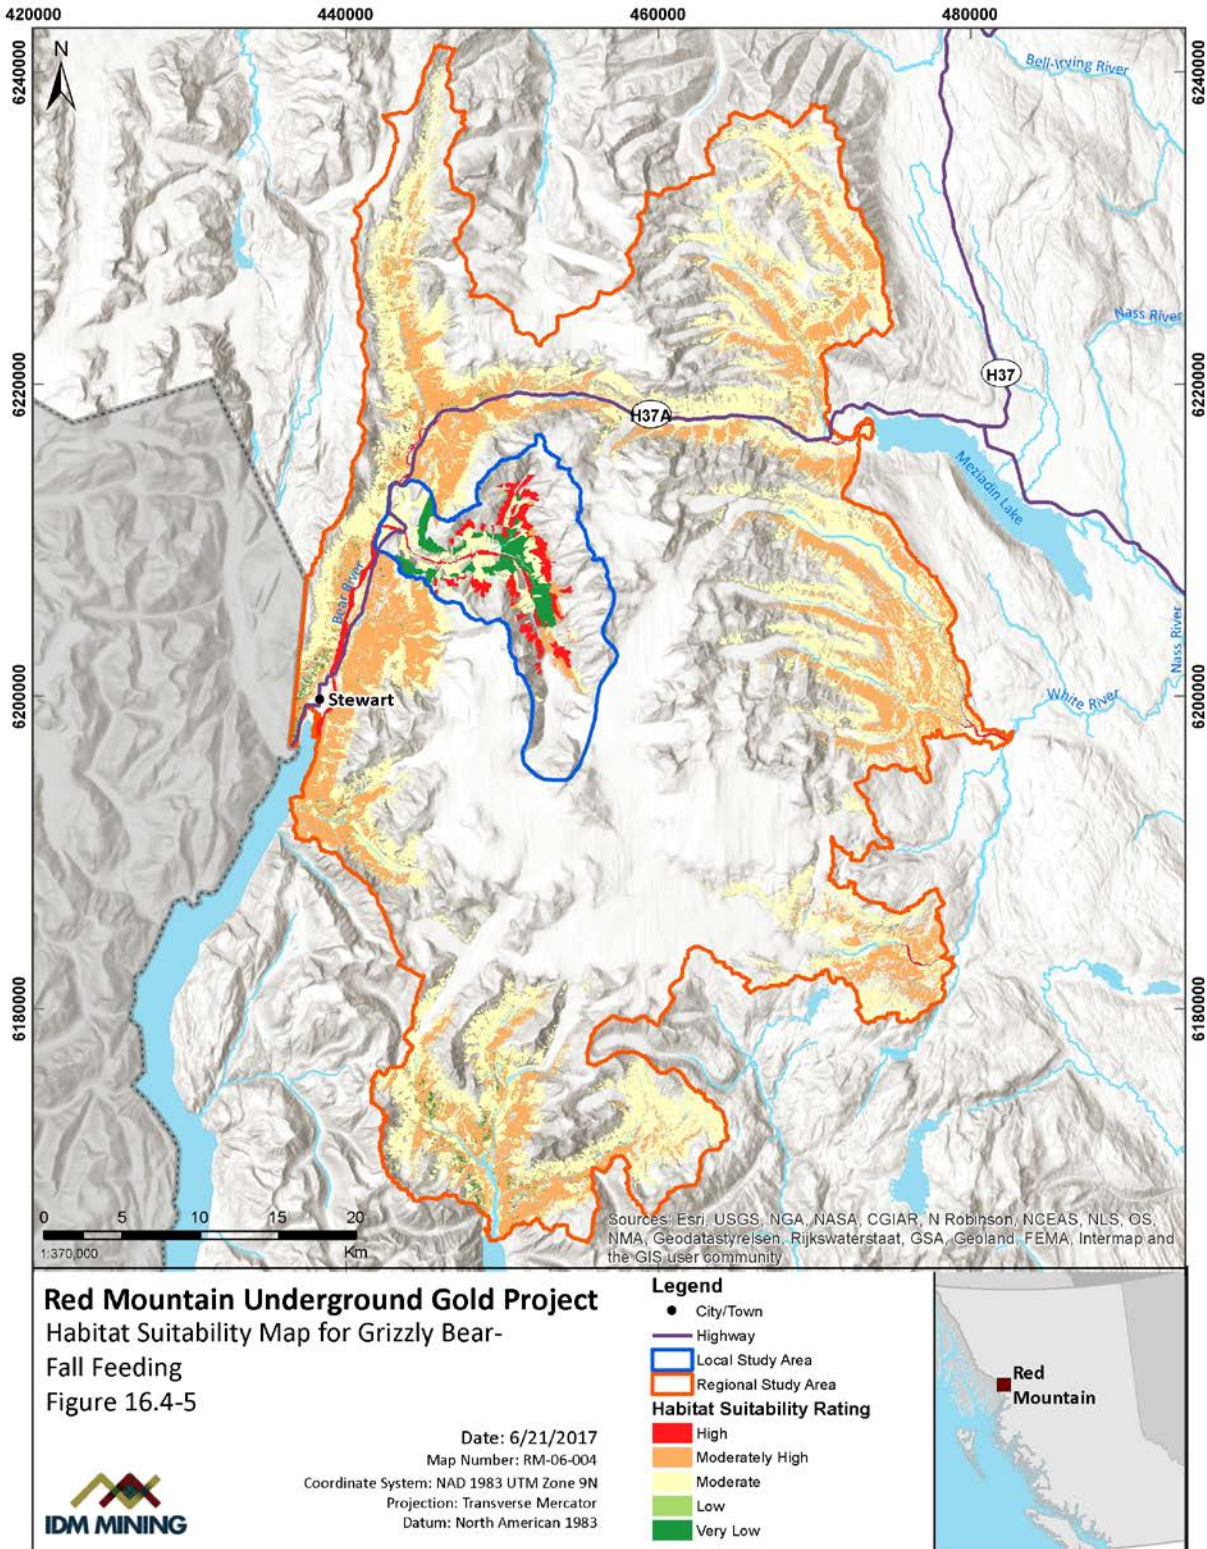 420000 440000 460000 480000
N
6240000
6240000
Bell-Irving River
Nass River
6220000
6220000
H37
H37A
Meziadin Lake
Bear River
Nass River
6200000
6200000
Stewart
White River
6180000
6180000
0 5 10 15 20
1:370,000 Km
Sources: Esri, USGS, NGA, NASA, CGIAR, N Robinson, NCEAS, NLS, OS,
NMA, Geodatastyrelsen, Rijkswaterstaat, GSA, Geoland, FEMA, Intermap and
the GIS user community
Red Mountain Underground Gold Project
Habitat Suitability Map for Grizzly Bear-
Fall Feeding
Figure 16.4-5
Date: 6/21/2017
Map Number: RM-06-004
Coordinate System: NAD 1983 UTM Zone 9N
Projection: Transverse Mercator
Datum: North American 1983
IDM MINING
Legend
City/Town
Highway
Local Study Area
Regional Study Area
Habitat Suitability Rating
High
Moderately High
Moderate
Low
Very Low
Red
Mountain